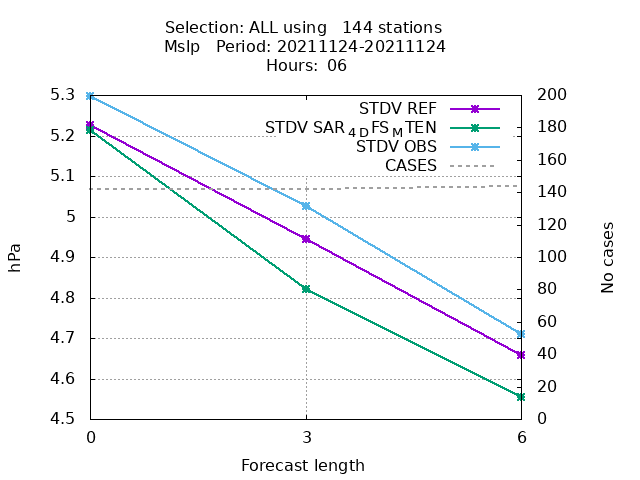 Selection: ALL using   144 stations
Mslp   Period: 20211124-20211124
Hours: 06
5.3
5.2
5.1
5
4.9
4.8
4.7
4.6
4.5
200
180
160
140
120
100
80
60
40
20
0
STDV REF
STDV SAR 4 D FS M TEN
STDV OBS
CASES
hPa
No cases
0
3
6
Forecast length